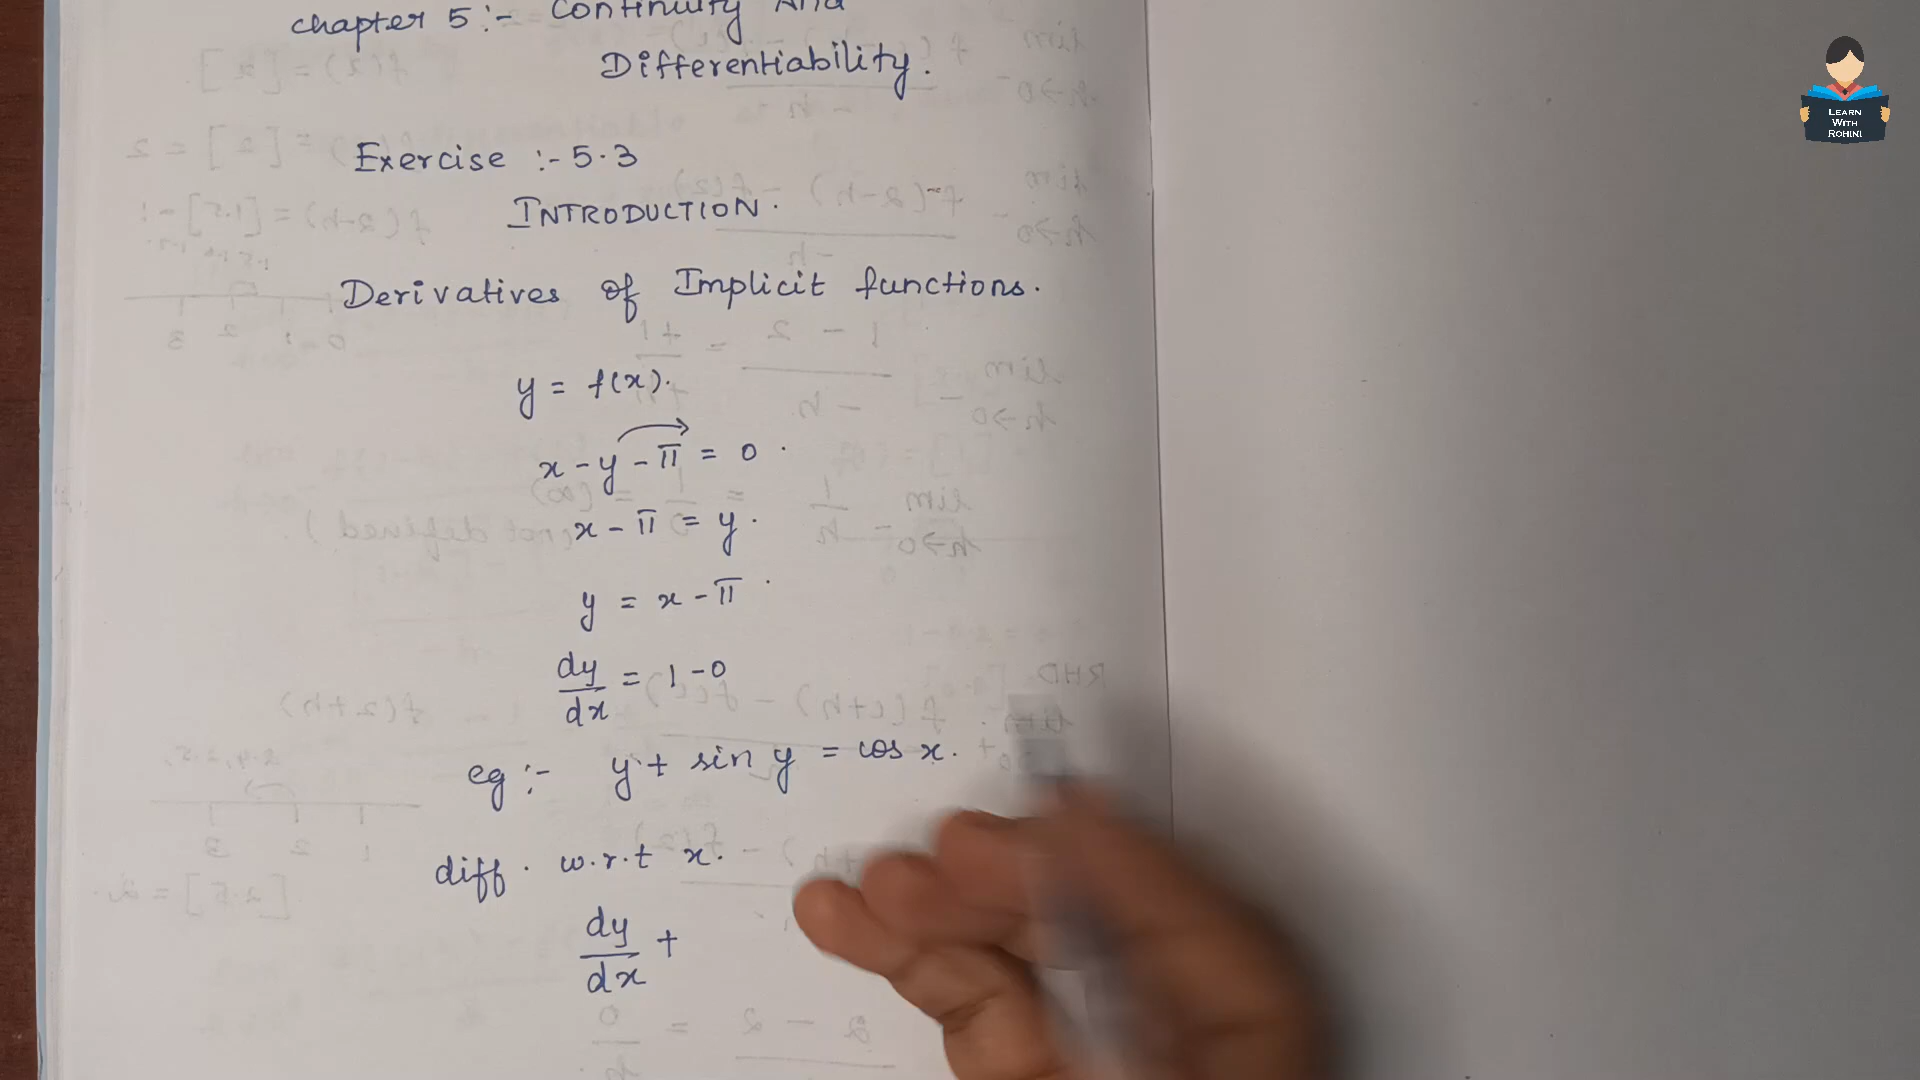 chapter 5:- Continuity And
Differentiability.
Exercise :- 5.3
INTRODUCTION.
Derivatives of Implicit functions.
y = f(x).
x - y - π = 0.
x - π = y.
y = x - π
dy/dx = 1 - 0
eg :- y + sin y = cos x.
diff. w.r.t x.
dy/dx +
LEARN
WITH
ROHINI